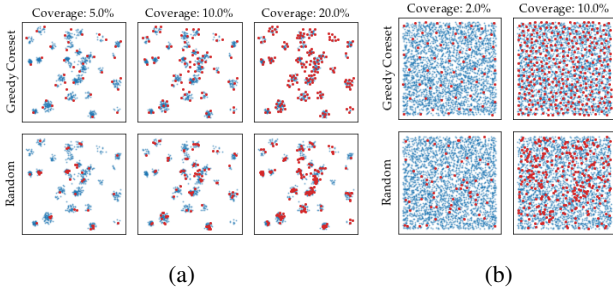 Coverage: 5.0%
Coverage: 10.0%
Coverage: 20.0%
Greedy Coreset
Random
(a)
Coverage: 2.0%
Coverage: 10.0%
Greedy Coreset
Random
(b)